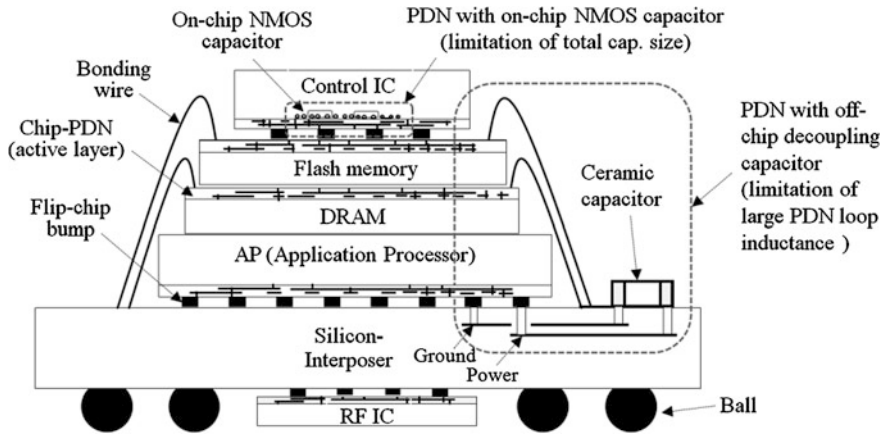 On-chip NMOS
capacitor
PDN with on-chip NMOS capacitor
(limitation of total cap. size)
Bonding
wire
Control IC
PDN with off-
chip decoupling
capacitor
(limitation of
large PDN loop
inductance )
Chip-PDN
(active layer)
Flash memory
Ceramic
capacitor
Flip-chip
bump
DRAM
AP (Application Processor)
Silicon-
Interposer
Ground
Power
RF IC
Ball